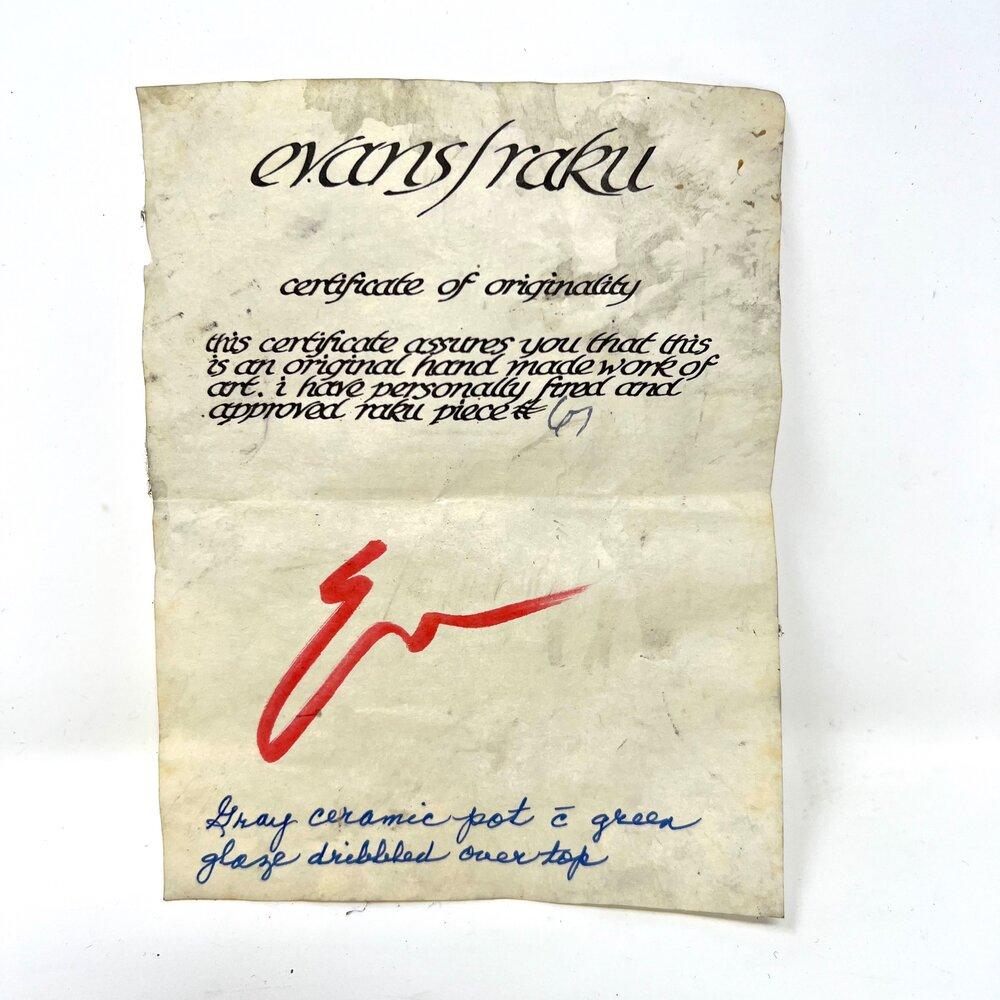 evans/raku
certificate of originality
this certificate assures you that this
is an original hand made work of
art. i have personally fired and
approved raku piece #
Gray ceramic pot c̄ green
glaze dribbled over top